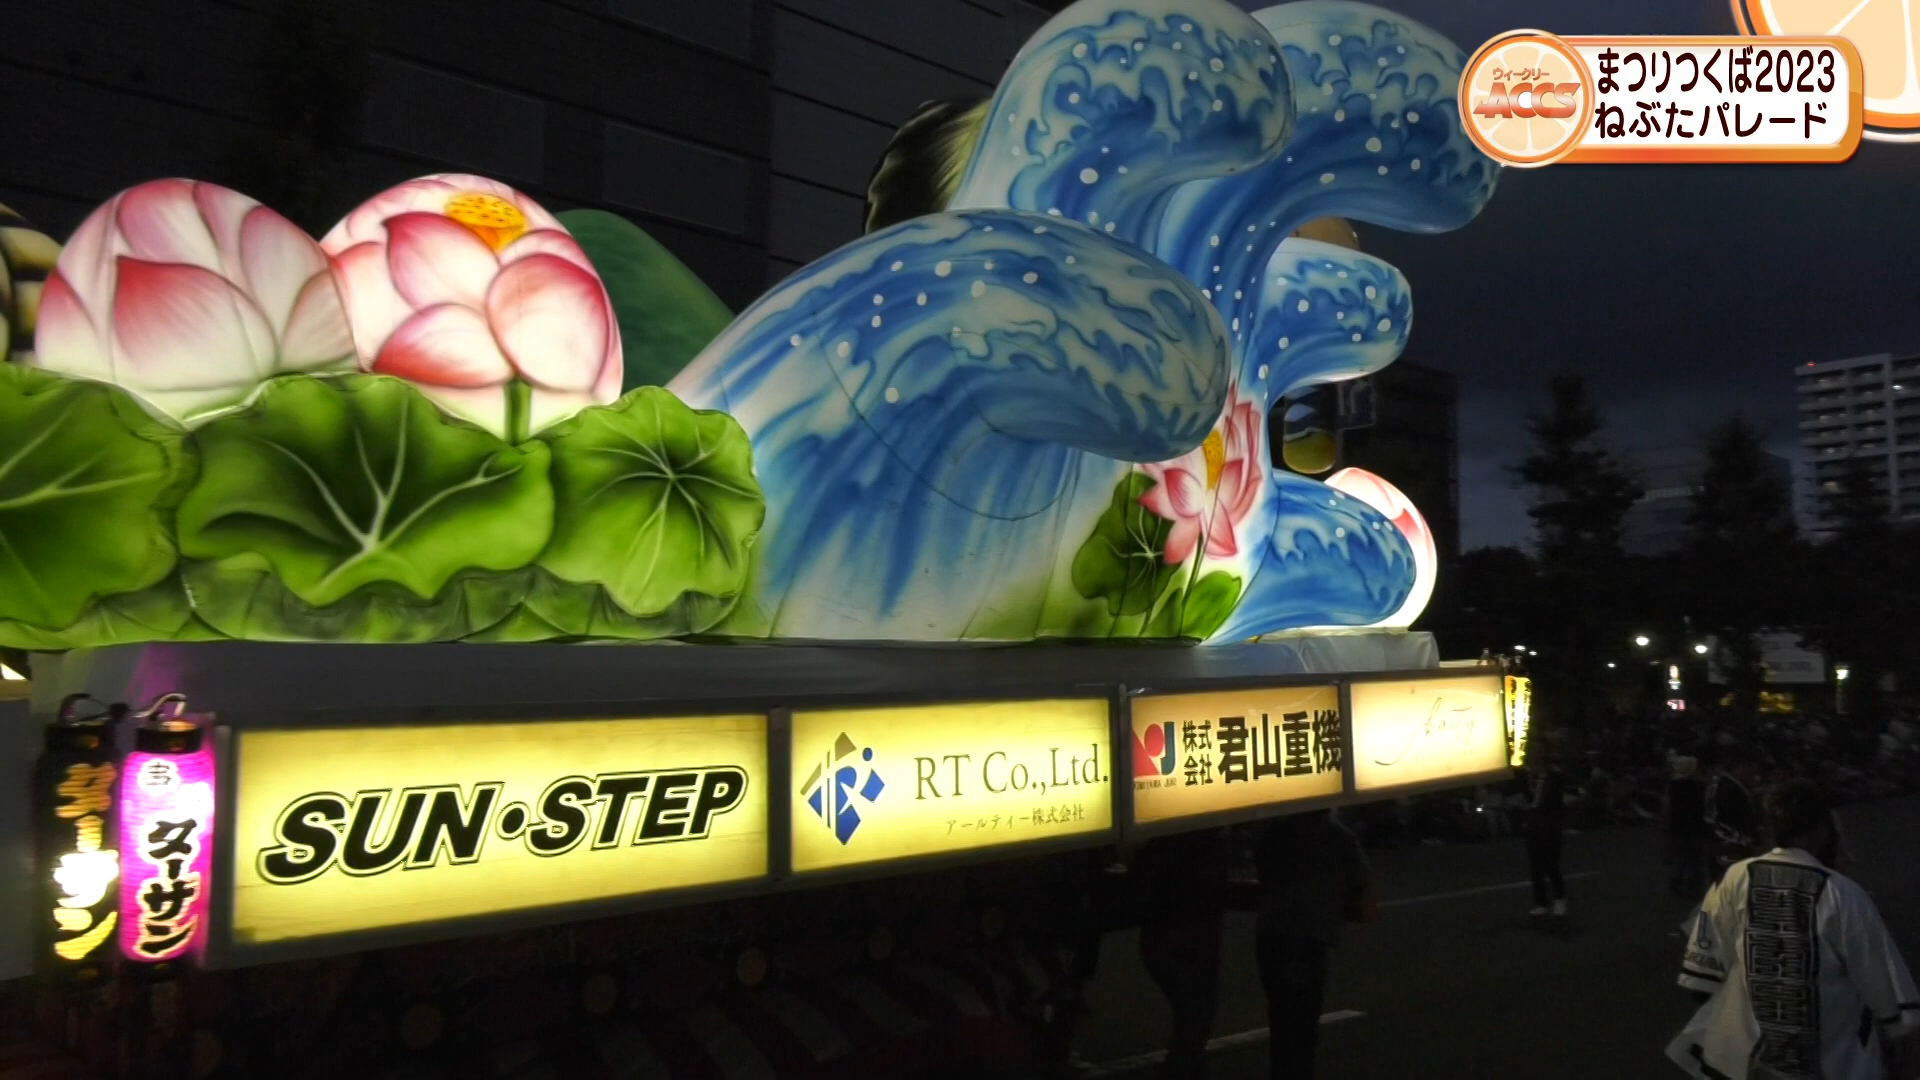 ウィークリー
ACCS
まつりつくば2023
ねぶたパレード
ターザン
SUN・STEP
RT Co.,Ltd.
アールティー株式会社
株式会社
君山重機